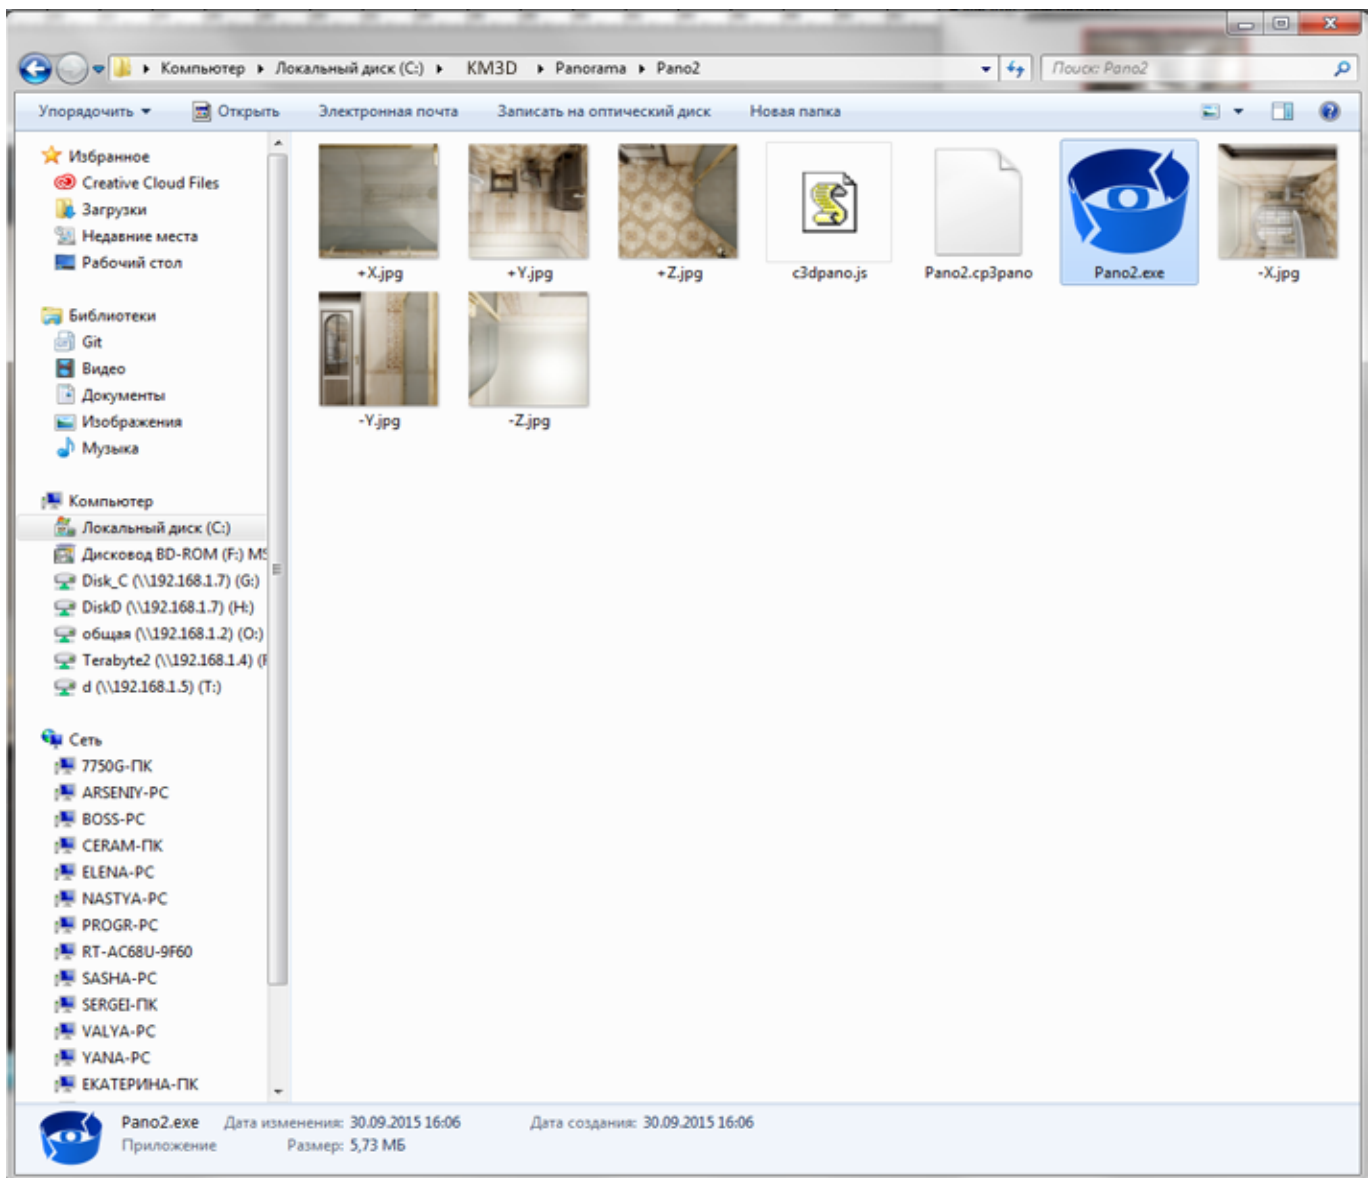 Компьютер ▸ Локальный диск (C:) ▸ KM3D ▸ Panorama ▸ Pano2
Поиск: Pano2
Упорядочить Открыть Электронная почта Записать на оптический диск Новая папка
Избранное
Creative Cloud Files
Загрузки
Недавние места
Рабочий стол
Библиотеки
Git
Видео
Документы
Изображения
Музыка
Компьютер
Локальный диск (C:)
Дисковод BD-ROM (F:) MS
Disk_C (\\192.168.1.7) (G:)
DiskD (\\192.168.1.7) (H:)
общая (\\192.168.1.2) (O:)
Terabyte2 (\\192.168.1.4)
d (\\192.168.1.5) (T:)
Сеть
7750G-ПК
ARSENIY-PC
BOSS-PC
CERAM-ПК
ELENA-PC
NASTYA-PC
PROGR-PC
RT-AC68U-9F60
SASHA-PC
SERGEI-ПК
VALYA-PC
YANA-PC
ЕКАТЕРИНА-ПК
+X.jpg +Y.jpg +Z.jpg c3dpano.js Pano2.cp3pano Pano2.exe -X.jpg
-Y.jpg -Z.jpg
Pano2.exe Дата изменения: 30.09.2015 16:06 Дата создания: 30.09.2015 16:06
Приложение Размер: 5,73 МБ